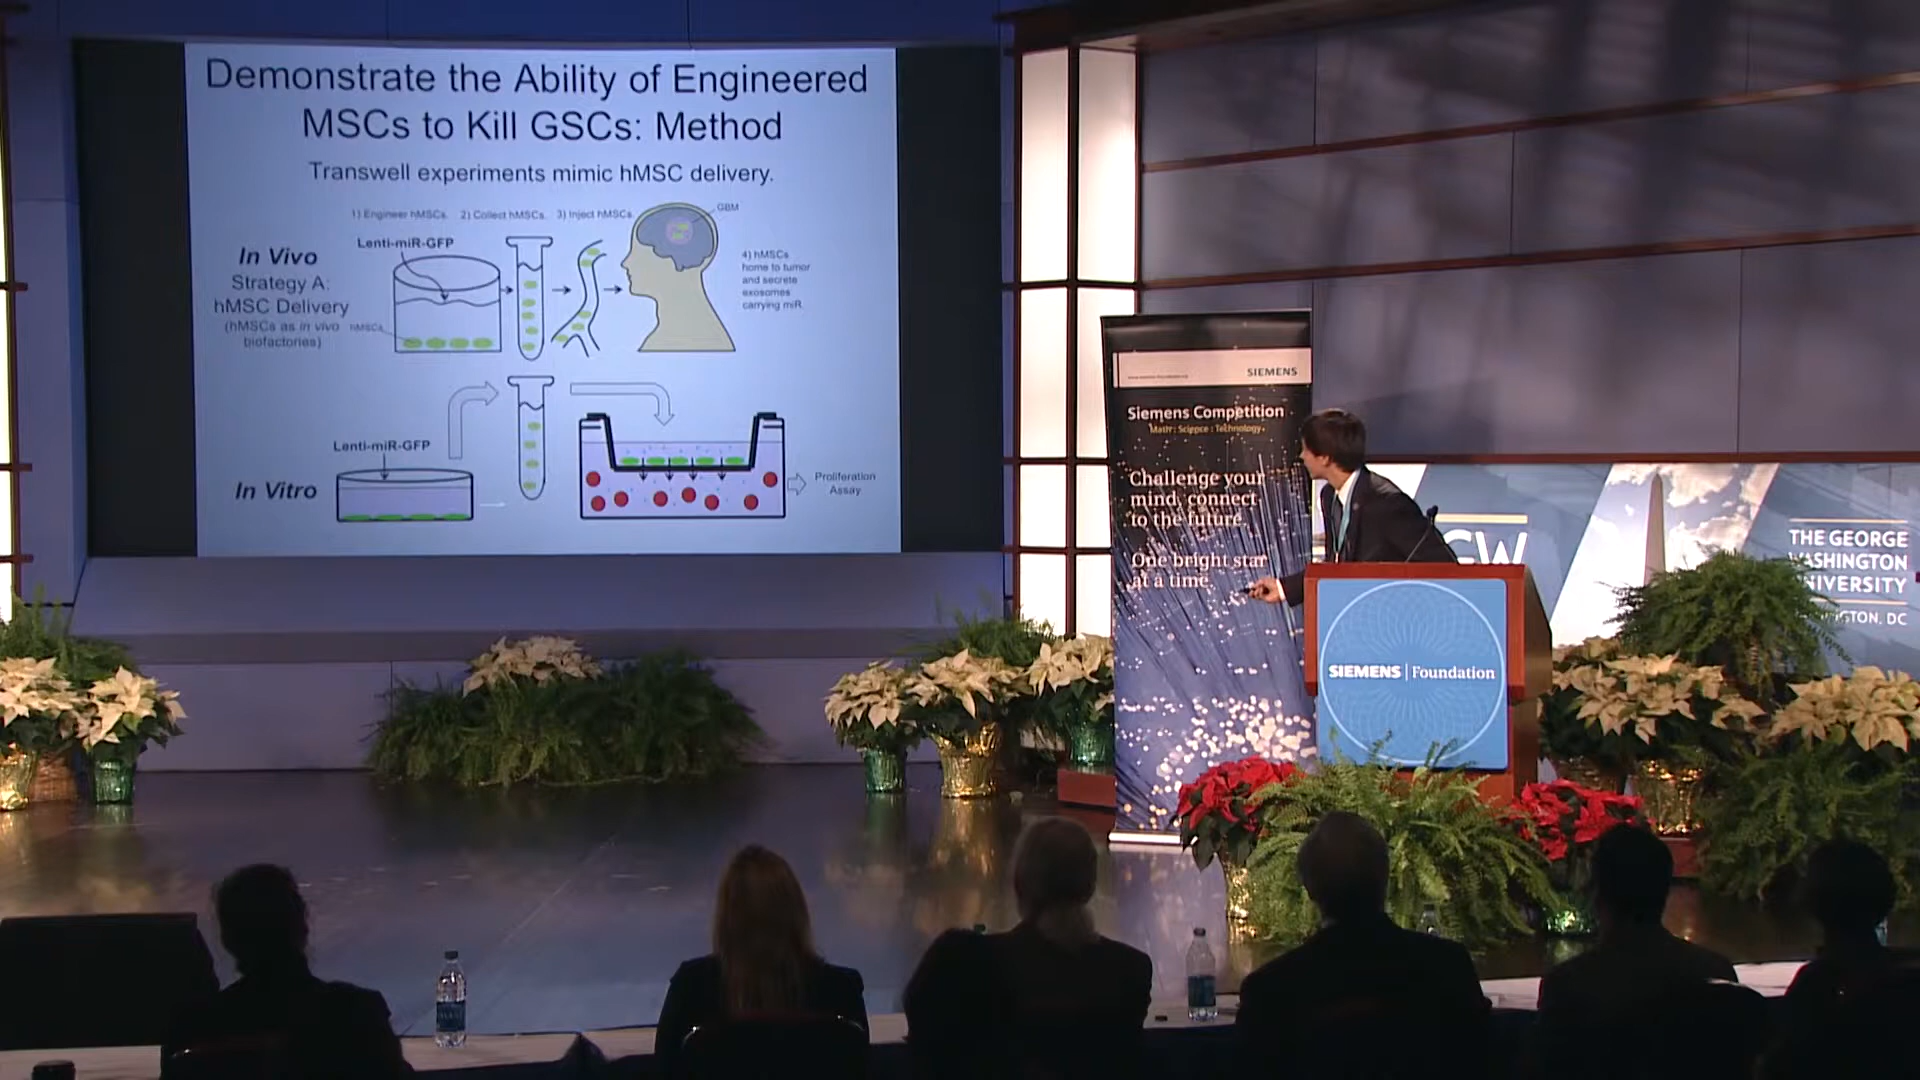 Demonstrate the Ability of Engineered
MSCs to Kill GSCs: Method
Transwell experiments mimic hMSC delivery.
1) Engineer hMSCs.
2) Collect hMSCs.
3) Inject hMSCs.
GBM
Lenti-miR-GFP
In Vivo
Strategy A:
hMSC Delivery
(hMSCs as in vivo
biofactories)
hMSCs
4) hMSCs
home to tumor
and secrete
exosomes
carrying miR.
Lenti-miR-GFP
In Vitro
Proliferation
Assay
SIEMENS
Siemens Competition
Math : Science : Technology
Challenge your
mind, connect
to the future.
One bright star
at a time.
GW
THE GEORGE
WASHINGTON
UNIVERSITY
SIEMENS | Foundation